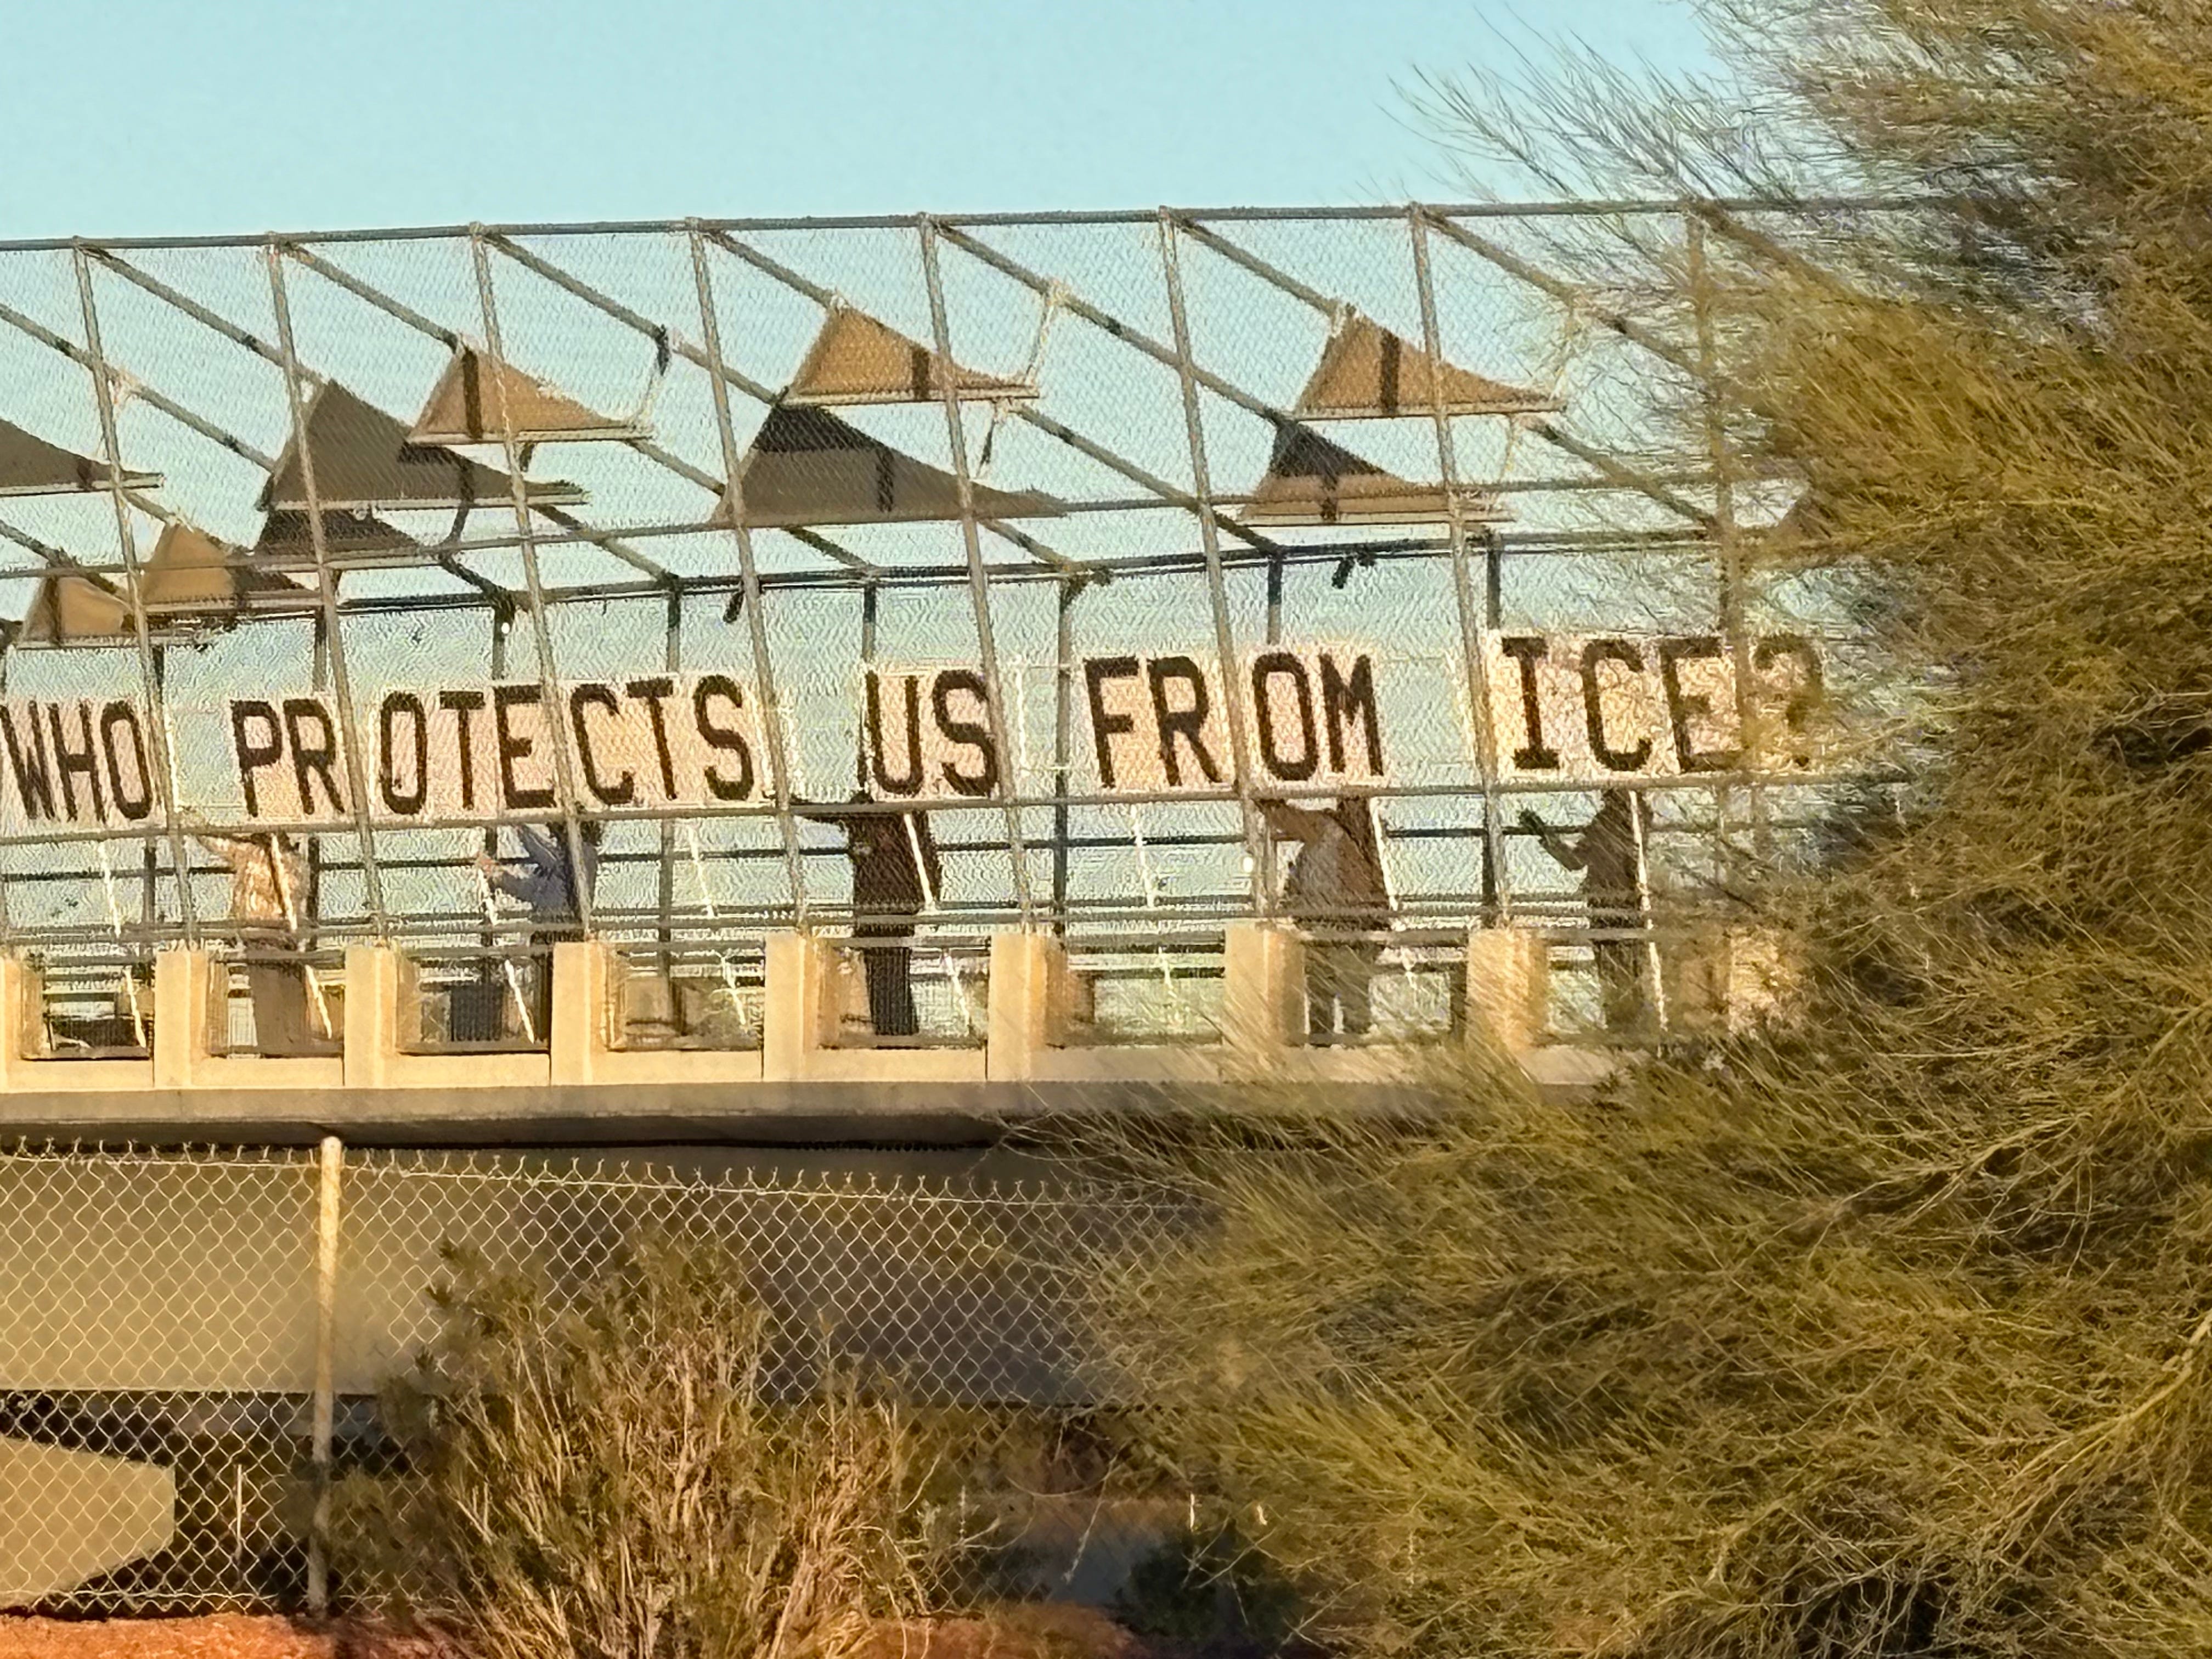 WHO PROTECTS US FROM ICE?